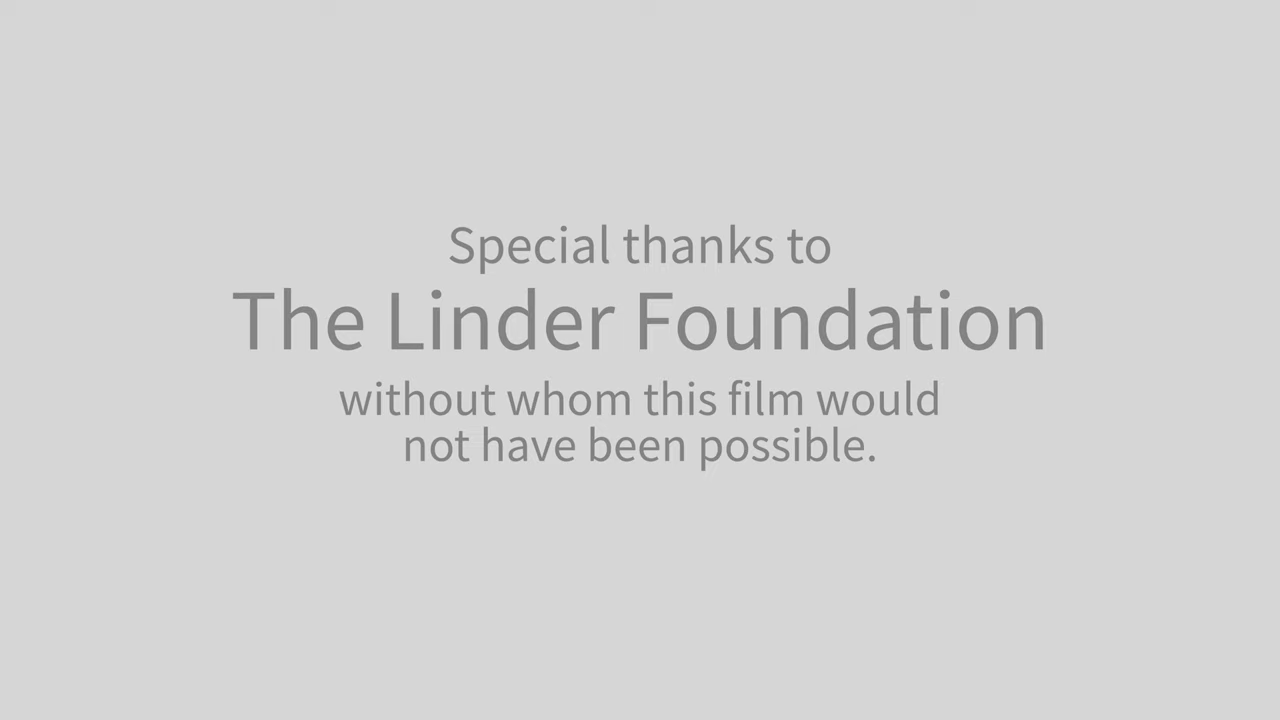 Special thanks to
The Linder Foundation
without whom this film would
not have been possible.